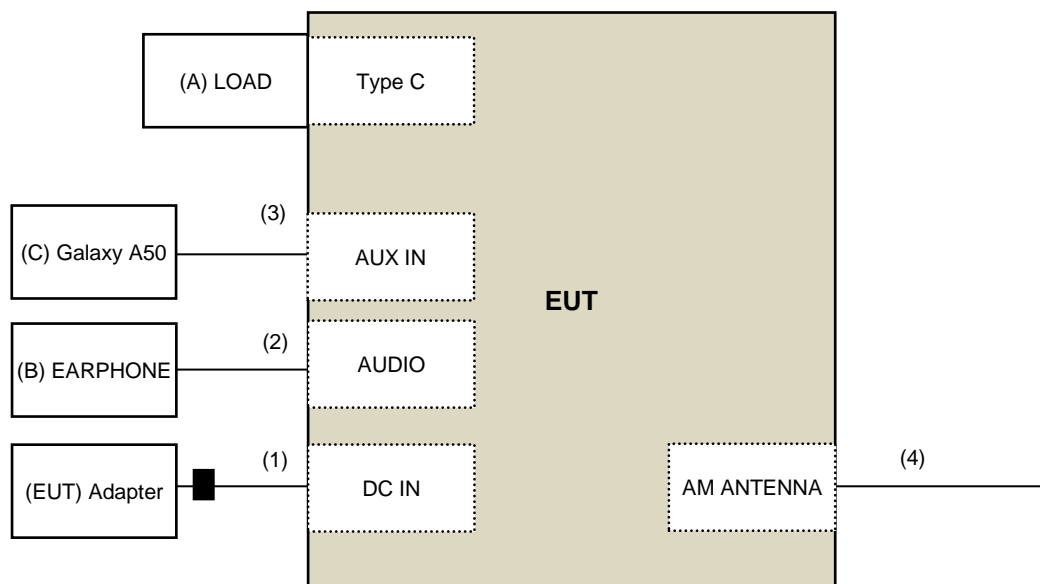 (A) LOAD
Type C
(3)
(C) Galaxy A50
AUX IN
EUT
(2)
(B) EARPHONE
AUDIO
(1)
(EUT) Adapter
DC IN
AM ANTENNA
(4)